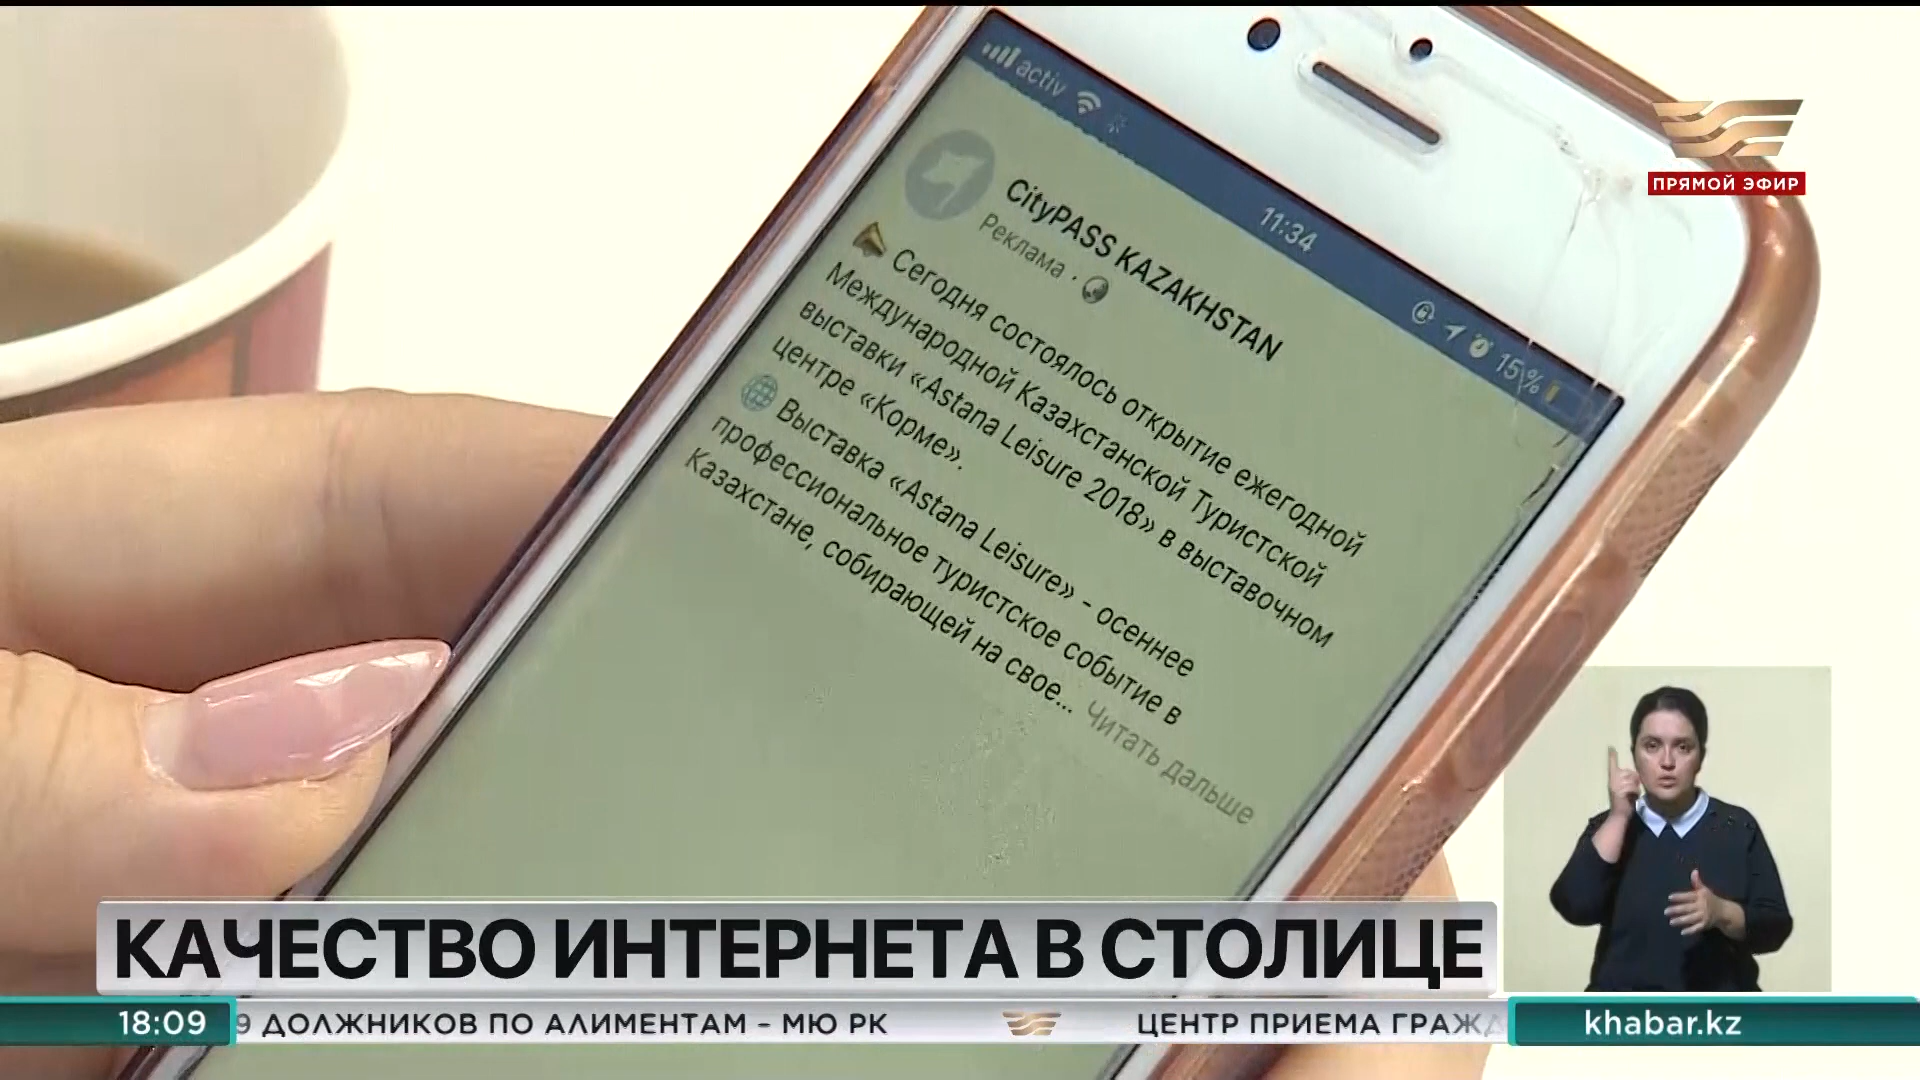 activ
11:34
15%
ПРЯМОЙ ЭФИР
CityPASS KAZAKHSTAN
Реклама ·
Сегодня состоялось открытие ежегодной
Международной Казахстанской Туристской
выставки «Astana Leisure 2018» в выставочном
центре «Корме».
Выставка «Astana Leisure» - осеннее
профессиональное туристское событие в
Казахстане, собирающей на свое... Читать дальше
КАЧЕСТВО ИНТЕРНЕТА В СТОЛИЦЕ
18:09
9 ДОЛЖНИКОВ ПО АЛИМЕНТАМ – МЮ РК
ЦЕНТР ПРИЕМА ГРАЖД
khabar.kz